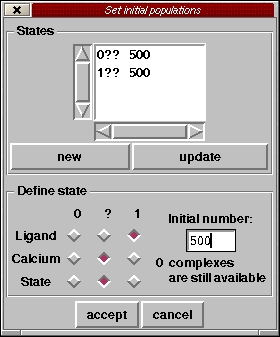 Set initial populations
States
0?? 500
1?? 500
new update
Define state
0 ? 1
Ligand
Calcium
State
Initial number:
500
0 complexes
are still available
accept cancel